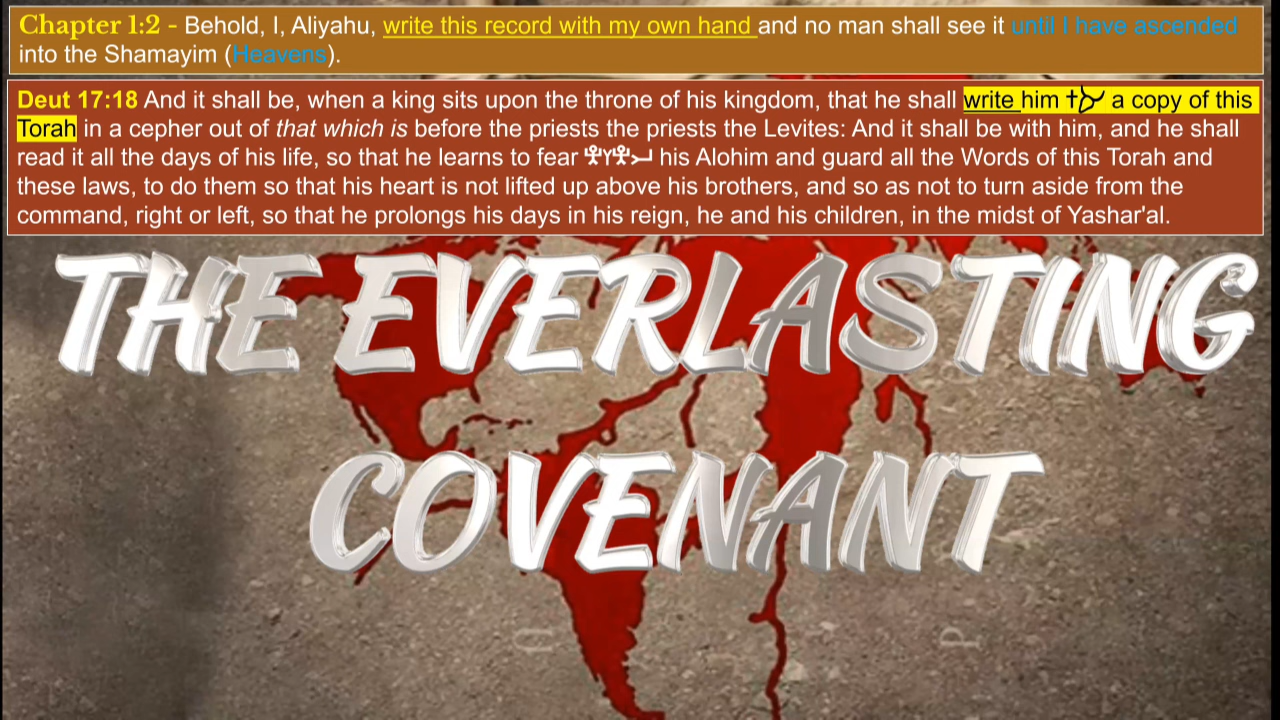 Chapter 1:2 - Behold, I, Aliyahu, write this record with my own hand and no man shall see it until I have ascended
into the Shamayim (Heavens).
Deut 17:18 And it shall be, when a king sits upon the throne of his kingdom, that he shall write him 𐤀𐤕 a copy of this
Torah in a cepher out of that which is before the priests the priests the Levites: And it shall be with him, and he shall
read it all the days of his life, so that he learns to fear 𐤉𐤄𐤅𐤄 his Alohim and guard all the Words of this Torah and
these laws, to do them so that his heart is not lifted up above his brothers, and so as not to turn aside from the
command, right or left, so that he prolongs his days in his reign, he and his children, in the midst of Yashar'al.
THE EVERLASTING
COVENANT